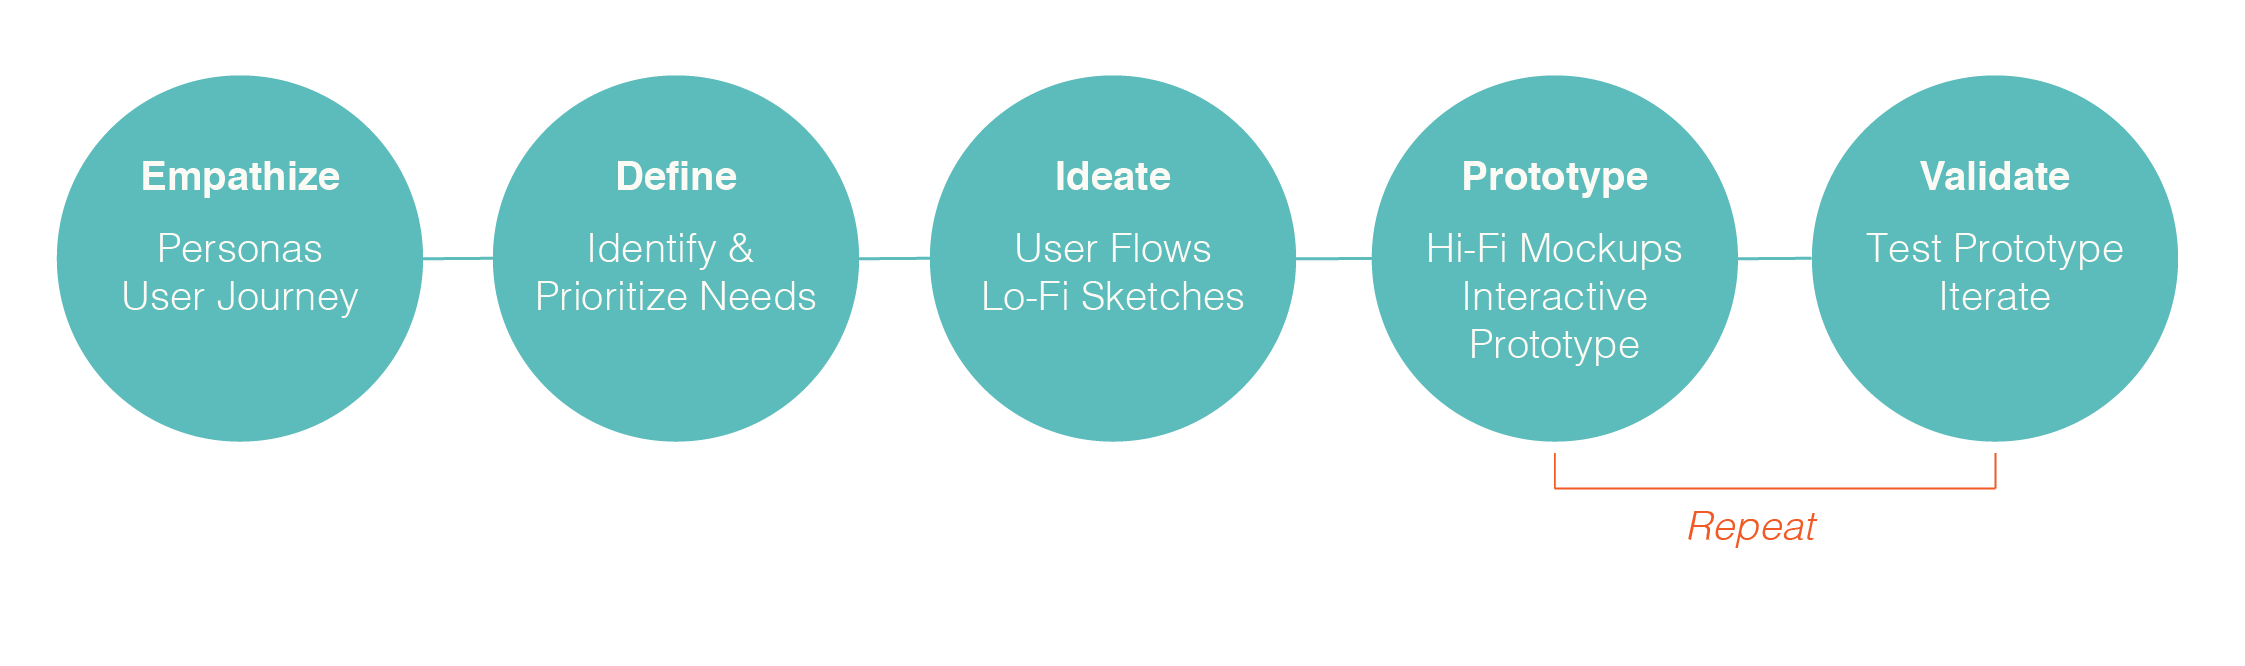 Empathize
Personas
User Journey
Define
Identify &
Prioritize Needs
Ideate
User Flows
Lo-Fi Sketches
Prototype
Hi-Fi Mockups
Interactive
Prototype
Validate
Test Prototype
Iterate
Repeat